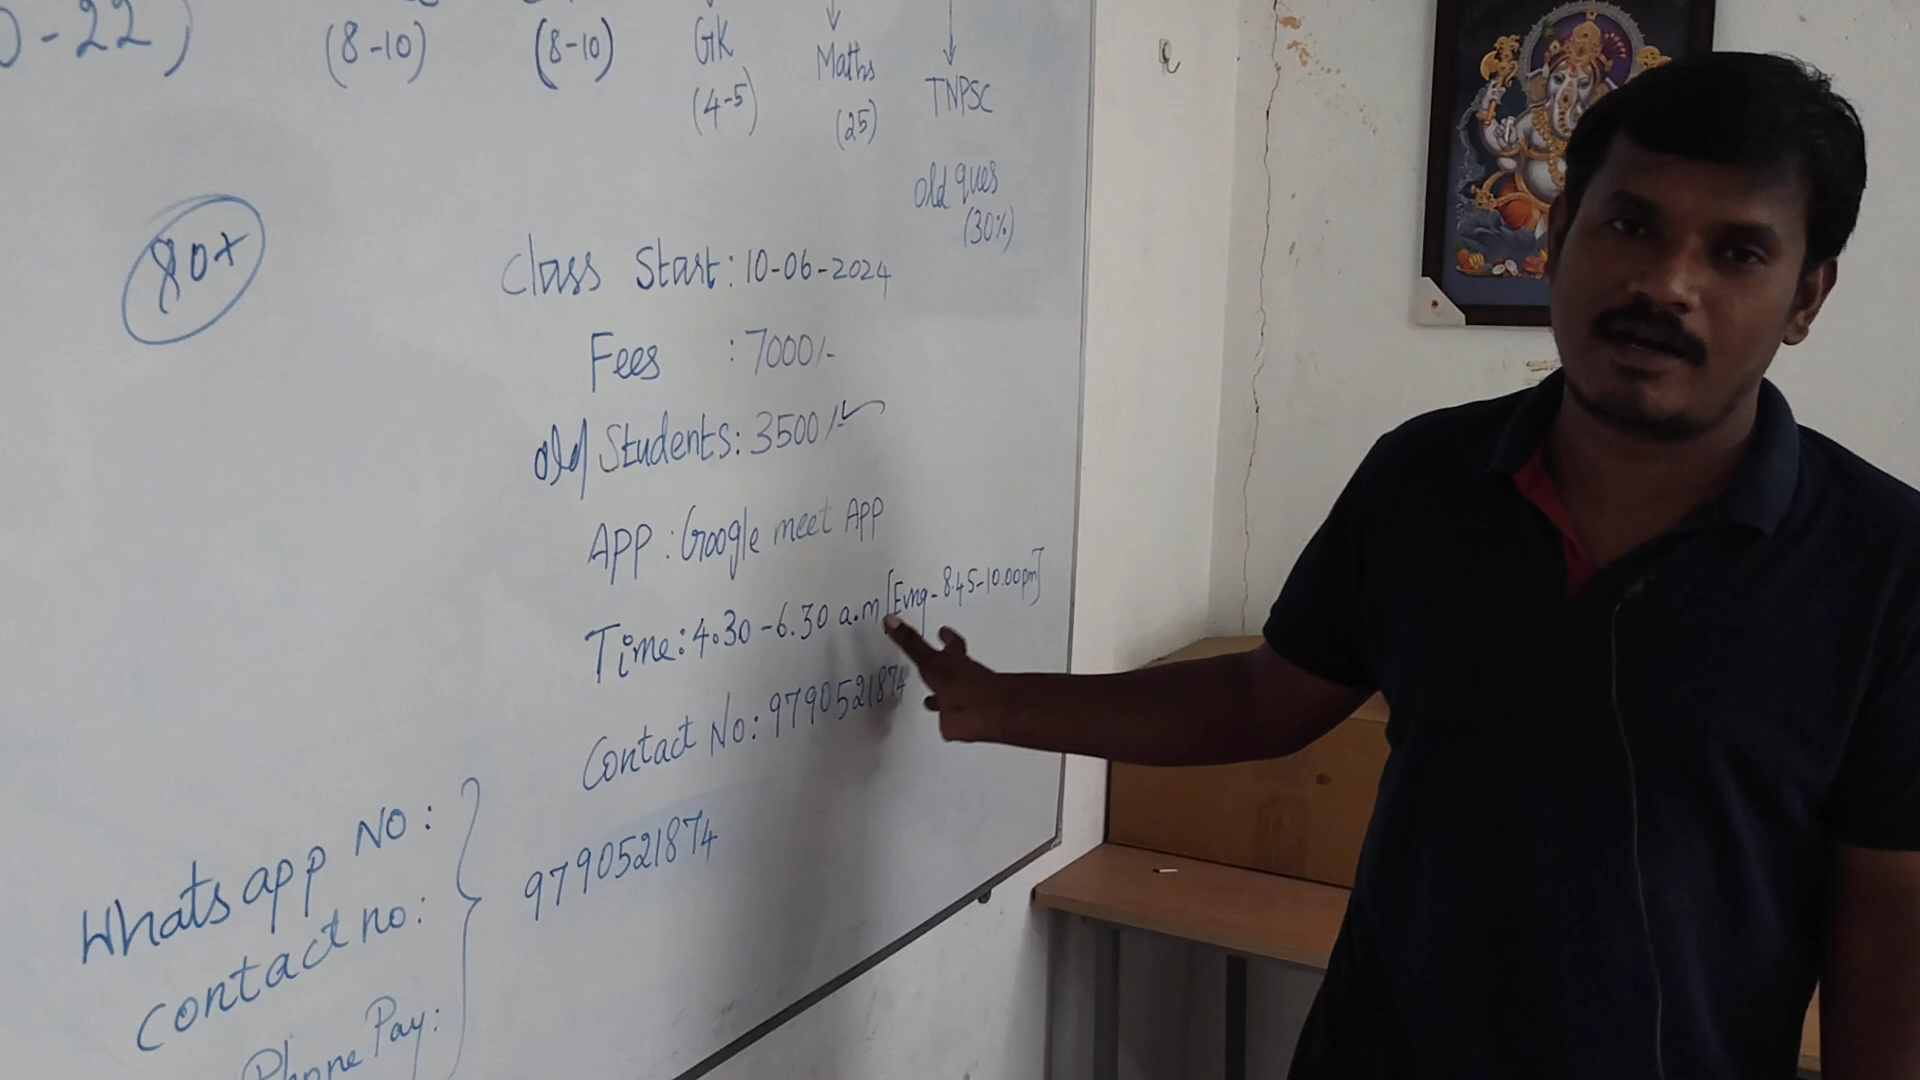 -22)
(8-10)
(8-10)
GK
(4-5)
Maths
(25)
TNPSC
old ques
(30%)
80+
Class Start: 10-06-2024
Fees : 7000/-
old Students: 3500/-
APP: Google meet APP
Time: 4.30-6.30 a.m [Evng-8.45-10.00pm]
Contact No: 9790521874
Whatsapp NO:
contact no:
Phone Pay:
9790521874